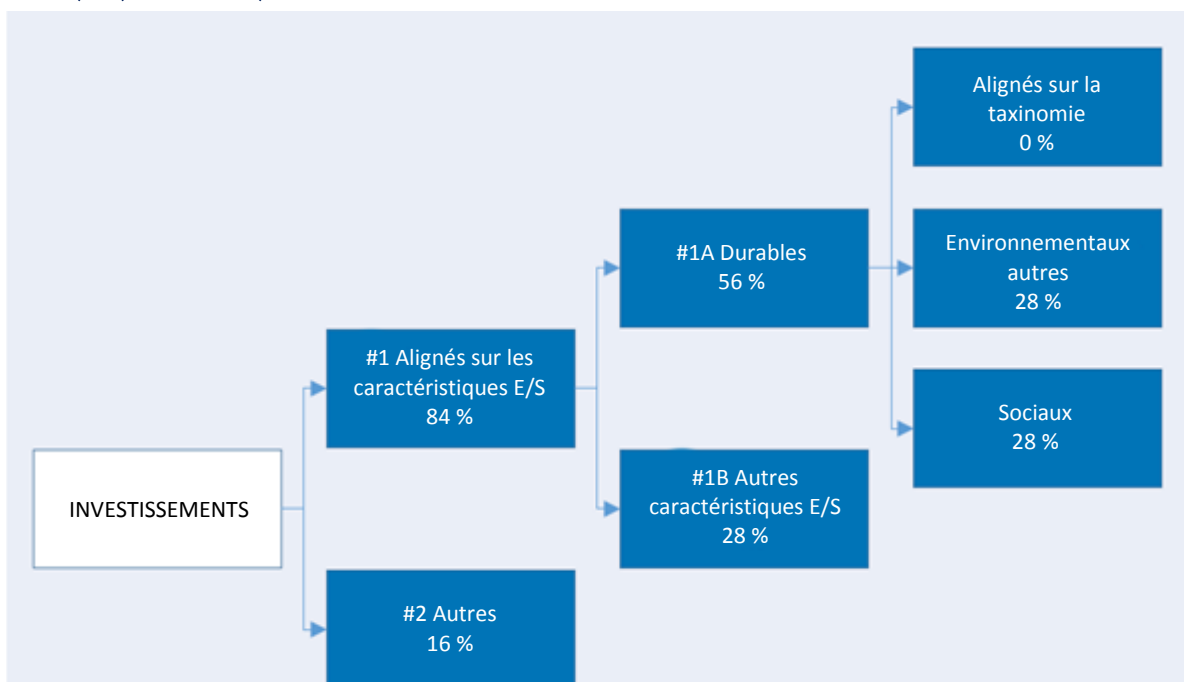 Alignés sur la
taxinomie
0 %
#1A Durables
56 %
Environnementaux
autres
28 %
#1 Alignés sur les
caractéristiques E/S
84 %
Sociaux
28 %
#1B Autres
caractéristiques E/S
28 %
INVESTISSEMENTS
#2 Autres
16 %